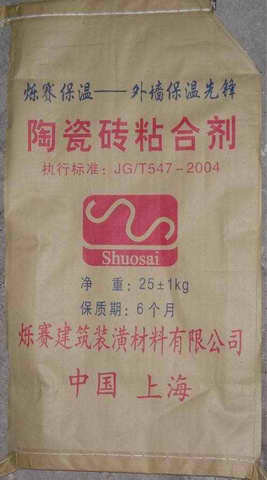 烁赛保温——外墙保温先锋
陶瓷砖粘合剂
执行标准：JG/T547-2004
Shuosai
净 重：25±1kg
保质期：6个月
烁赛建筑装潢材料有限公司
中国 上海